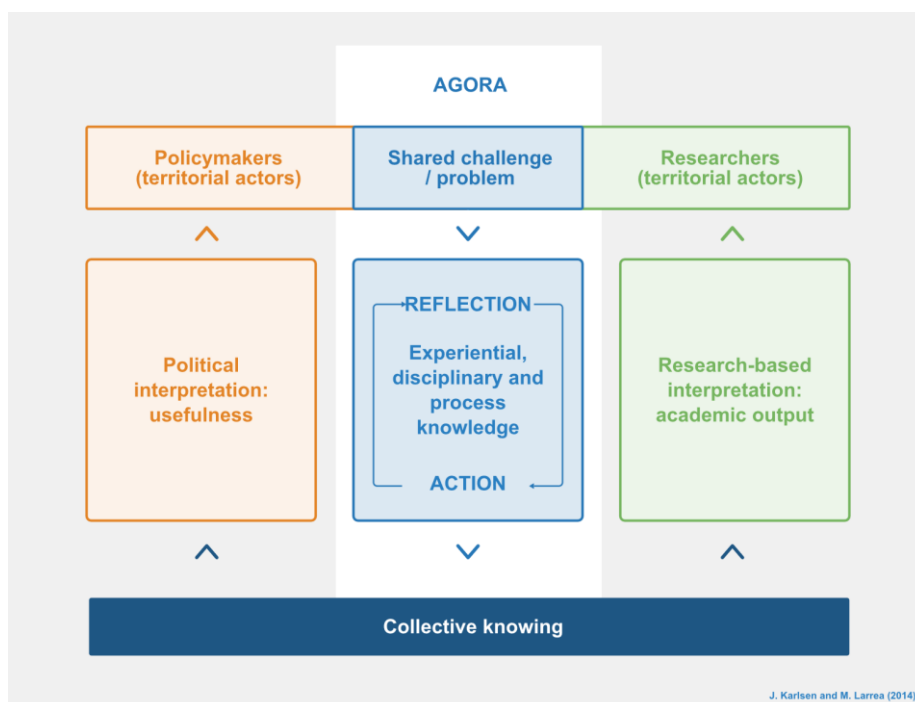 AGORA
Policymakers
(territorial actors)
Shared challenge
/ problem
Researchers
(territorial actors)
Political
interpretation:
usefulness
REFLECTION
Experiential,
disciplinary and
process
knowledge
ACTION
Research-based
interpretation:
academic output
Collective knowing
J. Karlsen and M. Larrea (2014)